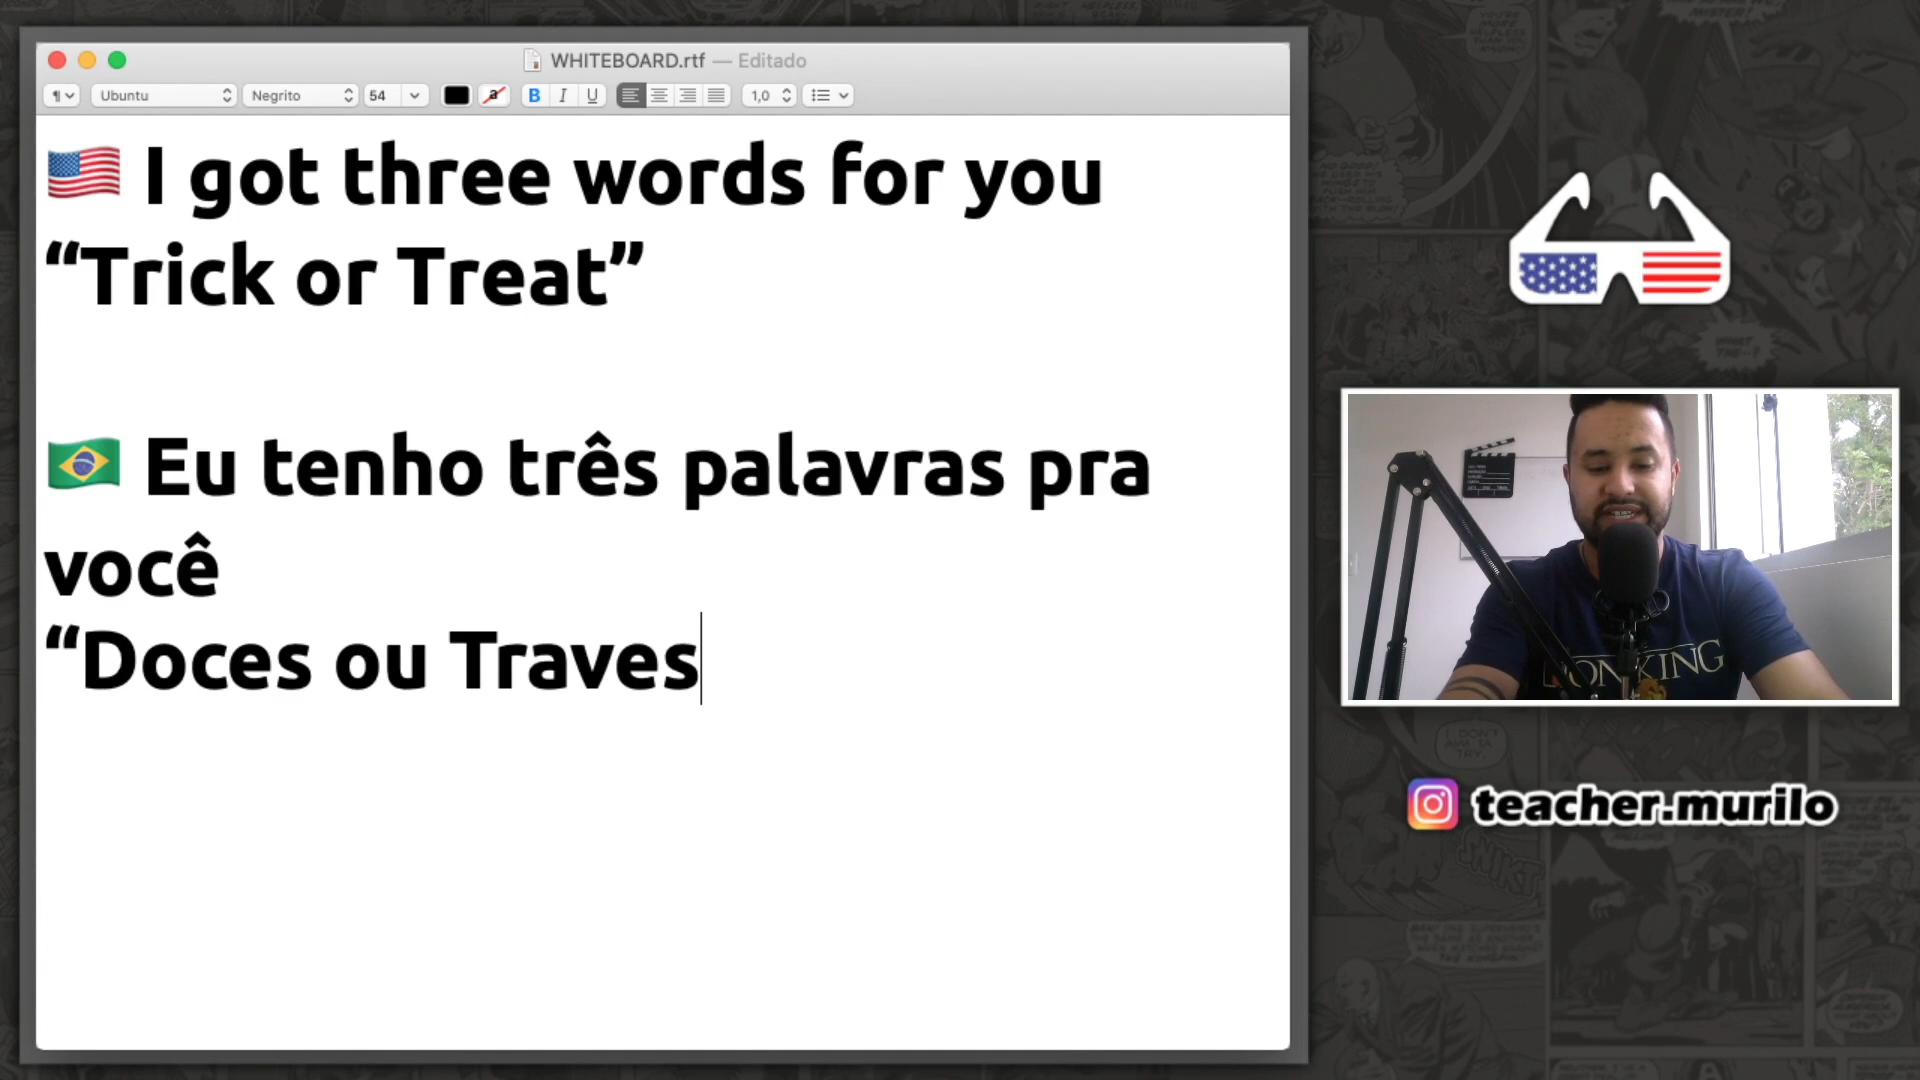 WHITEBOARD.rtf — Editado
Ubuntu Negrito 54 a B I U 1,0
I got three words for you
“Trick or Treat”
Eu tenho três palavras pra
você
“Doces ou Traves
KING
teacher.murilo